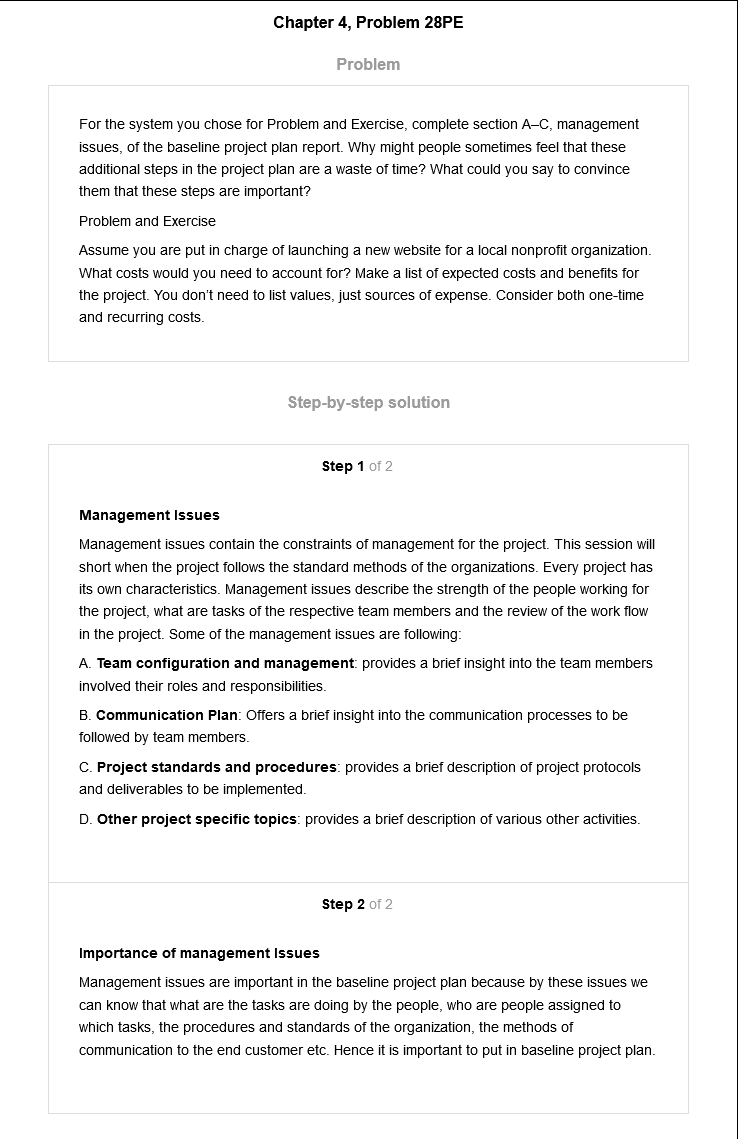 Chapter 4, Problem 28PE
Problem
For the system you chose for Problem and Exercise, complete section A–C, management
issues, of the baseline project plan report. Why might people sometimes feel that these
additional steps in the project plan are a waste of time? What could you say to convince
them that these steps are important?
Problem and Exercise
Assume you are put in charge of launching a new website for a local nonprofit organization.
What costs would you need to account for? Make a list of expected costs and benefits for
the project. You don't need to list values, just sources of expense. Consider both one-time
and recurring costs.
Step-by-step solution
Step 1 of 2
Management Issues
Management issues contain the constraints of management for the project. This session will
short when the project follows the standard methods of the organizations. Every project has
its own characteristics. Management issues describe the strength of the people working for
the project, what are tasks of the respective team members and the review of the work flow
in the project. Some of the management issues are following:
A. Team configuration and management: provides a brief insight into the team members
involved their roles and responsibilities.
B. Communication Plan: Offers a brief insight into the communication processes to be
followed by team members.
C. Project standards and procedures: provides a brief description of project protocols
and deliverables to be implemented.
D. Other project specific topics: provides a brief description of various other activities.
Step 2 of 2
Importance of management Issues
Management issues are important in the baseline project plan because by these issues we
can know that what are the tasks are doing by the people, who are people assigned to
which tasks, the procedures and standards of the organization, the methods of
communication to the end customer etc. Hence it is important to put in baseline project plan.